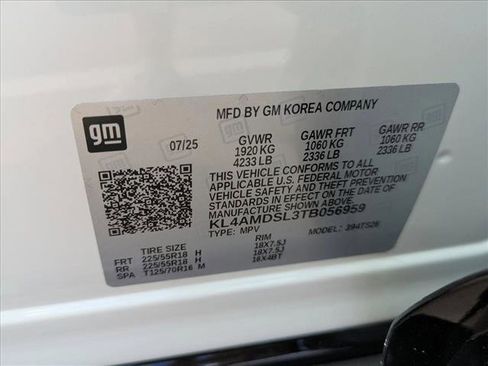 MFD BY GM KOREA COMPANY
gm
07/25 GVWR GAWR FRT GAWR RR
1920 KG 1060 KG 1060 KG
4233 LB 2336 LB 2336 LB
THIS VEHICLE CONFORMS TO ALL
APPLICABLE U.S. FEDERAL MOTOR
VEHICLE SAFETY AND THEFT PREVENTION
STANDARDS IN EFFECT ON THE DATE OF
MANUFACTURE SHOWN ABOVE.
KL4AMDSL3TB056959
TYPE: MPV MODEL: 394TS26
TIRE SIZE RIM
FRT 225/55R18 H 18X7.5J
RR 225/55R18 H 18X7.5J
SPA T125/70R16 M 16X4BT